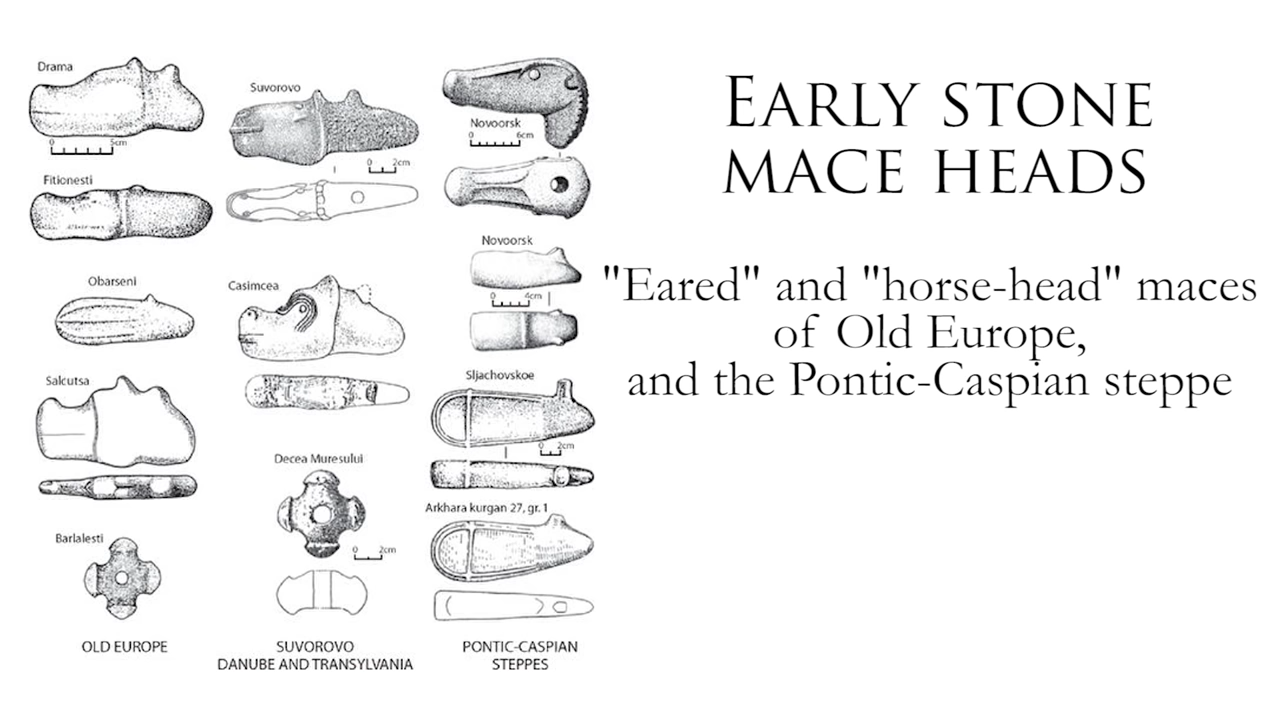 Drama
0 5cm
Fitionesti
Obarseni
Salcutsa
Barlalesti
OLD EUROPE
Suvorovo
0 2cm
Casimcea
Decea Muresului
0 2cm
SUVOROVO
DANUBE AND TRANSYLVANIA
Novoorsk
0 6cm
Novoorsk
0 4cm
Sljachovskoe
0 2cm
Arkhara kurgan 27, gr. 1
PONTIC-CASPIAN
STEPPES
EARLY STONE
MACE HEADS
"Eared" and "horse-head" maces
of Old Europe,
and the Pontic-Caspian steppe